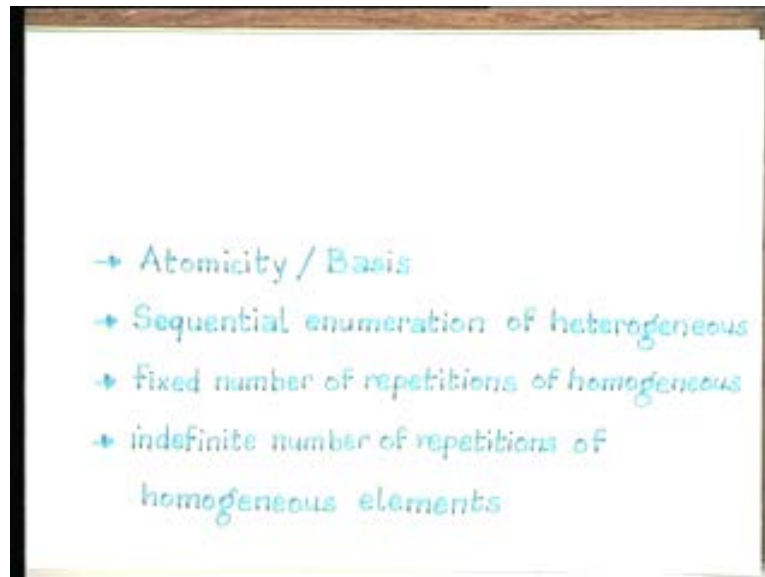 → Atomicity / Basis
→ Sequential enumeration of heterogeneous
→ fixed number of repetitions of homogeneous
→ indefinite number of repetitions of
homogeneous elements